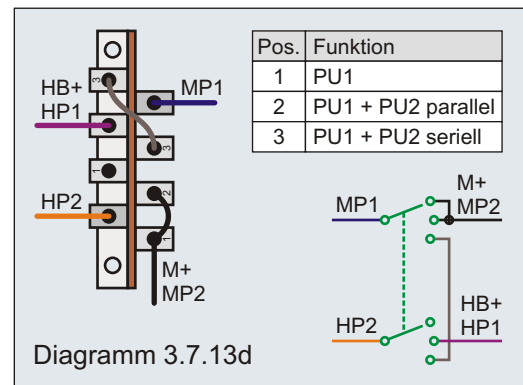 HB+
HP1
HP2
MP1
M+
MP2
3
1
3
2
1
Pos. Funktion
1 PU1
2 PU1 + PU2 parallel
3 PU1 + PU2 seriell
MP1
M+
MP2
HP2
HB+
HP1
Diagramm 3.7.13d